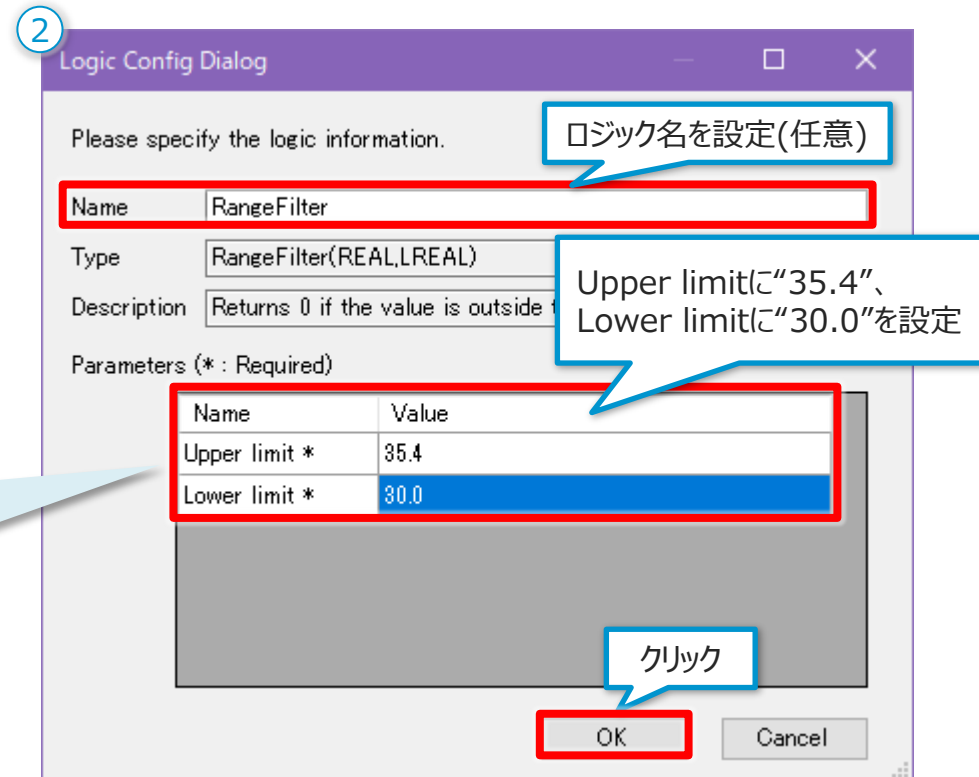 ②
Logic Config Dialog
Please specify the logic information.
ロジック名を設定(任意)
Name RangeFilter
Type RangeFilter(REAL,LREAL)
Description Returns 0 if the value is outside
Upper limitに“35.4”、
Lower limitに“30.0”を設定
Parameters (* : Required)
Name Value
Upper limit * 35.4
Lower limit * 30.0
クリック
OK Cancel